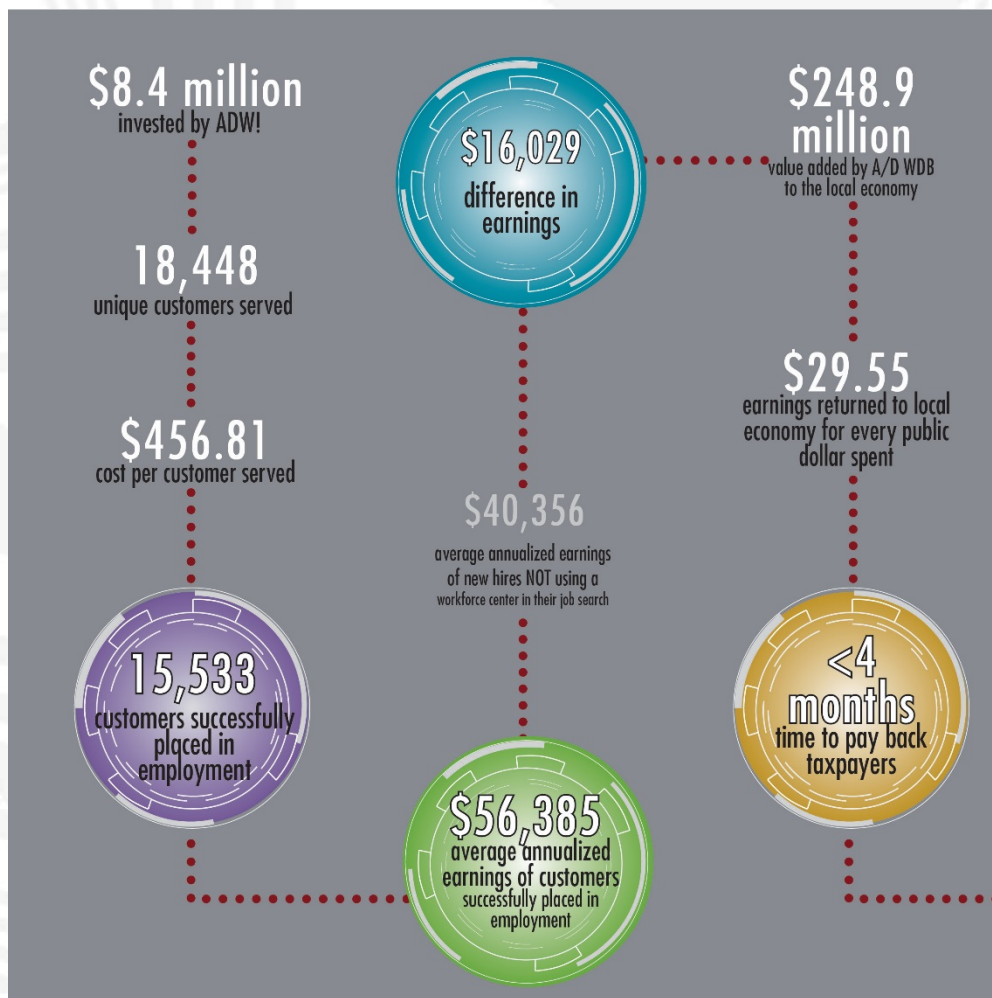 $8.4 million
invested by ADW!
18,448
unique customers served
$456.81
cost per customer served
15,533
customers successfully
placed in
employment
$56,385
average annualized
earnings of customers
successfully placed in
employment
$40,356
average annualized earnings
of new hires NOT using a
workforce center in their job search
$16,029
difference in
earnings
$248.9
million
value added by A/D WDB
to the local economy
$29.55
earnings returned to local
economy for every public
dollar spent
<4
months
time to pay back
taxpayers